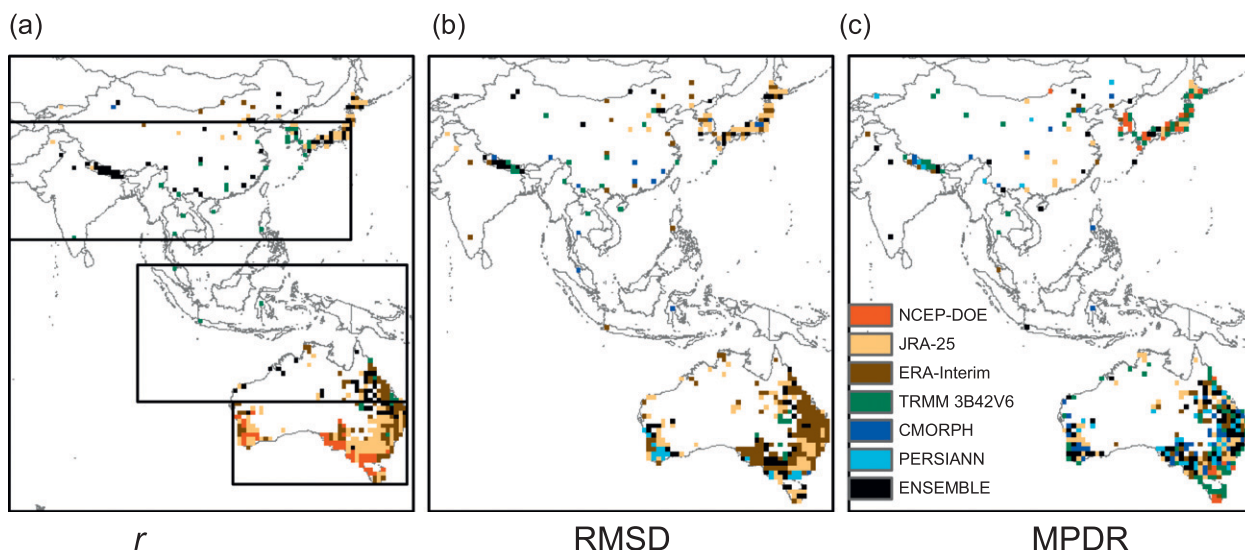 (a) (b) (c)
NCEP-DOE
JRA-25
ERA-Interim
TRMM 3B42V6
CMORPH
PERSIANN
ENSEMBLE
r RMSD MPDR